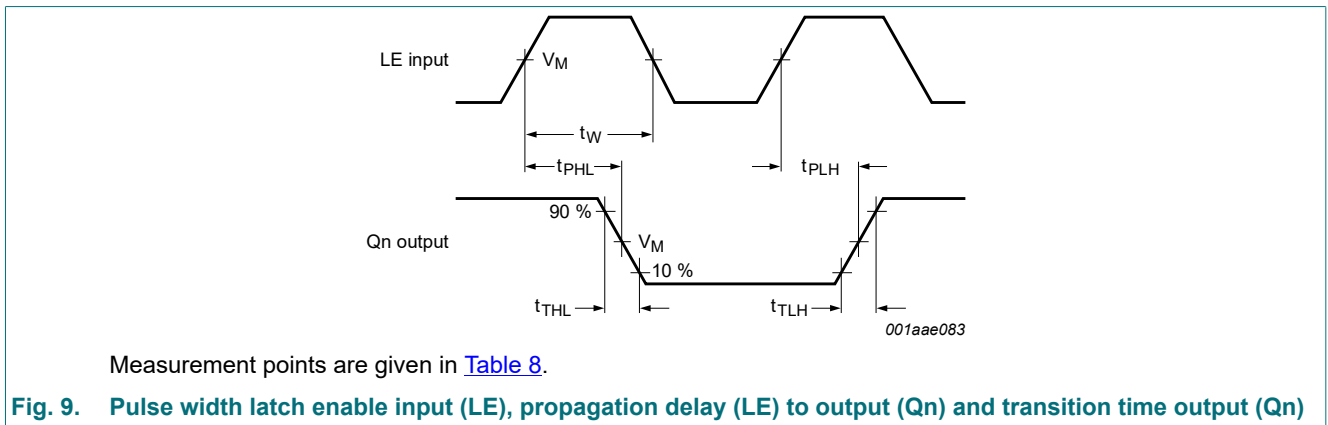 LE input
VM
tW
tPHL
tPLH
90 %
Qn output
VM
10 %
tTHL
tTLH
001aae083
Measurement points are given in Table 8.
Fig. 9. Pulse width latch enable input (LE), propagation delay (LE) to output (Qn) and transition time output (Qn)